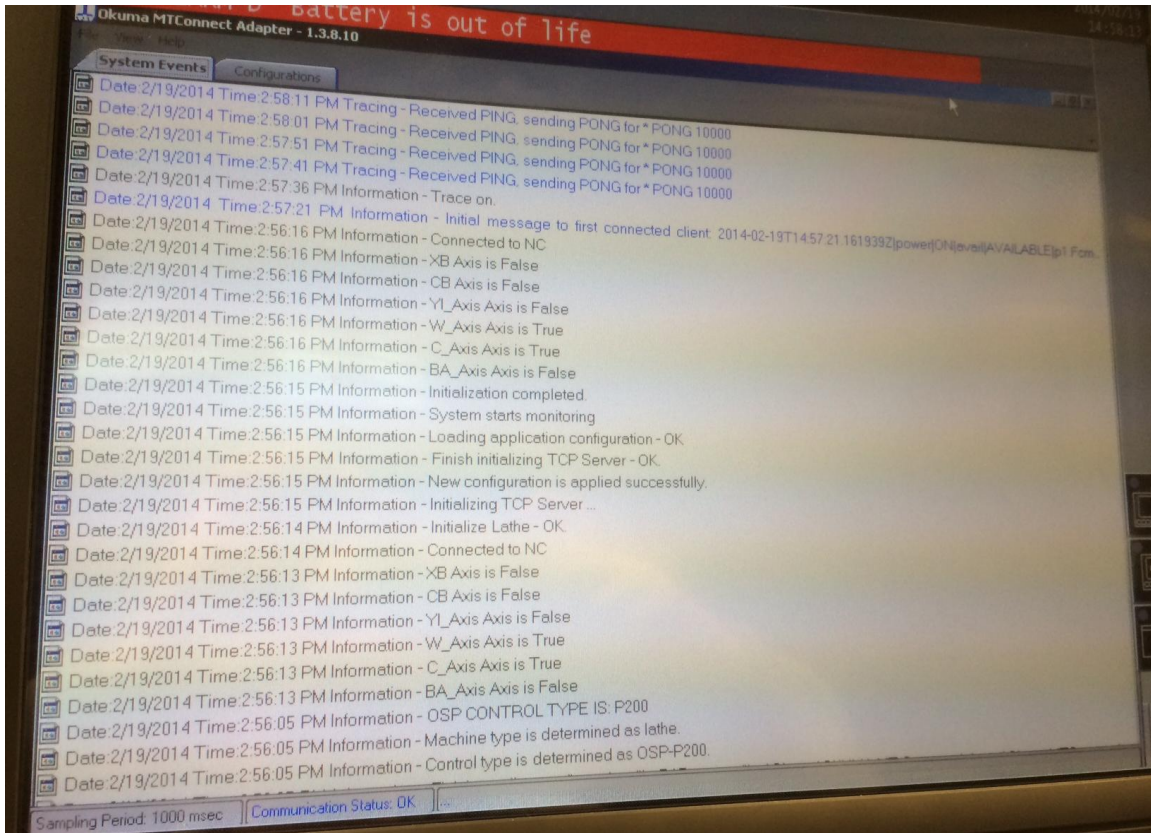 Battery is out of life
2014/02/19
14:58:13
Okuma MTConnect Adapter - 1.3.8.10
File View Help
System Events Configurations
Date:2/19/2014 Time:2:58:11 PM Tracing - Received PING, sending PONG for * PONG 10000
Date:2/19/2014 Time:2:58:01 PM Tracing - Received PING, sending PONG for * PONG 10000
Date:2/19/2014 Time:2:57:51 PM Tracing - Received PING, sending PONG for * PONG 10000
Date:2/19/2014 Time:2:57:41 PM Tracing - Received PING, sending PONG for * PONG 10000
Date:2/19/2014 Time:2:57:36 PM Information - Trace on.
Date:2/19/2014 Time:2:57:21 PM Information - Initial message to first connected client: 2014-02-19T14:57:21.161939Z|power|ON|avail|AVAILABLE|p1 Fom...
Date:2/19/2014 Time:2:56:16 PM Information - Connected to NC
Date:2/19/2014 Time:2:56:16 PM Information - XB Axis is False
Date:2/19/2014 Time:2:56:16 PM Information - CB Axis is False
Date:2/19/2014 Time:2:56:16 PM Information - YI_Axis Axis is False
Date:2/19/2014 Time:2:56:16 PM Information - W_Axis Axis is True
Date:2/19/2014 Time:2:56:16 PM Information - C_Axis Axis is True
Date:2/19/2014 Time:2:56:16 PM Information - BA_Axis Axis is False
Date:2/19/2014 Time:2:56:15 PM Information - Initialization completed.
Date:2/19/2014 Time:2:56:15 PM Information - System starts monitoring
Date:2/19/2014 Time:2:56:15 PM Information - Loading application configuration - OK
Date:2/19/2014 Time:2:56:15 PM Information - Finish initializing TCP Server - OK.
Date:2/19/2014 Time:2:56:15 PM Information - New configuration is applied successfully.
Date:2/19/2014 Time:2:56:15 PM Information - Initializing TCP Server ...
Date:2/19/2014 Time:2:56:14 PM Information - Initialize Lathe - OK.
Date:2/19/2014 Time:2:56:14 PM Information - Connected to NC
Date:2/19/2014 Time:2:56:13 PM Information - XB Axis is False
Date:2/19/2014 Time:2:56:13 PM Information - CB Axis is False
Date:2/19/2014 Time:2:56:13 PM Information - YI_Axis Axis is False
Date:2/19/2014 Time:2:56:13 PM Information - W_Axis Axis is True
Date:2/19/2014 Time:2:56:13 PM Information - C_Axis Axis is True
Date:2/19/2014 Time:2:56:13 PM Information - BA_Axis Axis is False
Date:2/19/2014 Time:2:56:05 PM Information - OSP CONTROL TYPE IS: P200
Date:2/19/2014 Time:2:56:05 PM Information - Machine type is determined as lathe.
Date:2/19/2014 Time:2:56:05 PM Information - Control type is determined as OSP-P200.
Sampling Period: 1000 msec Communication Status: OK ...